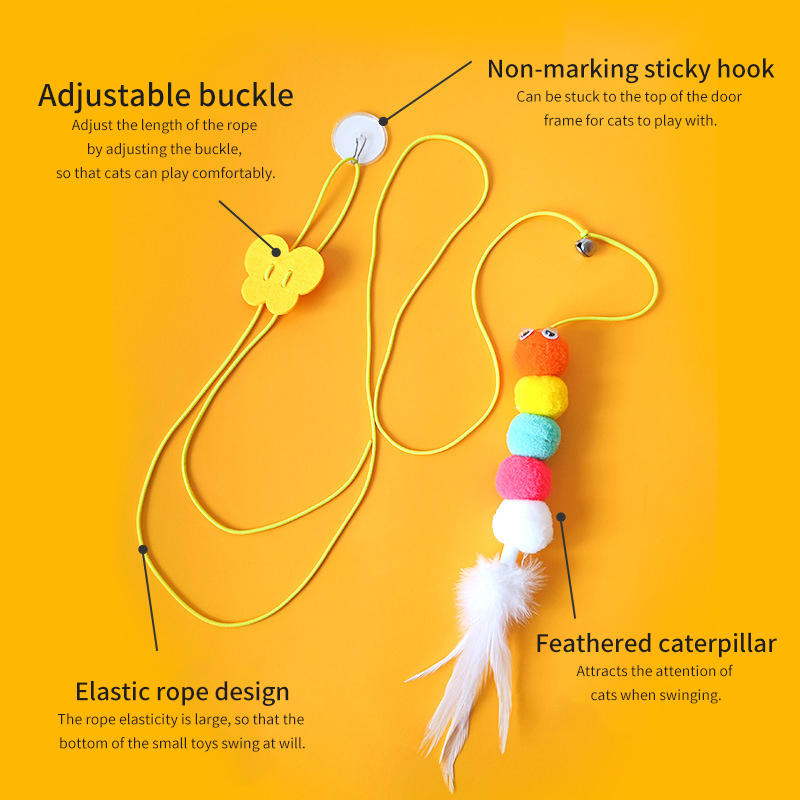 Non-marking sticky hook
Can be stuck to the top of the door
frame for cats to play with.
Adjustable buckle
Adjust the length of the rope
by adjusting the buckle,
so that cats can play comfortably.
Feathered caterpillar
Attracts the attention of
cats when swinging.
Elastic rope design
The rope elasticity is large, so that the
bottom of the small toys swing at will.